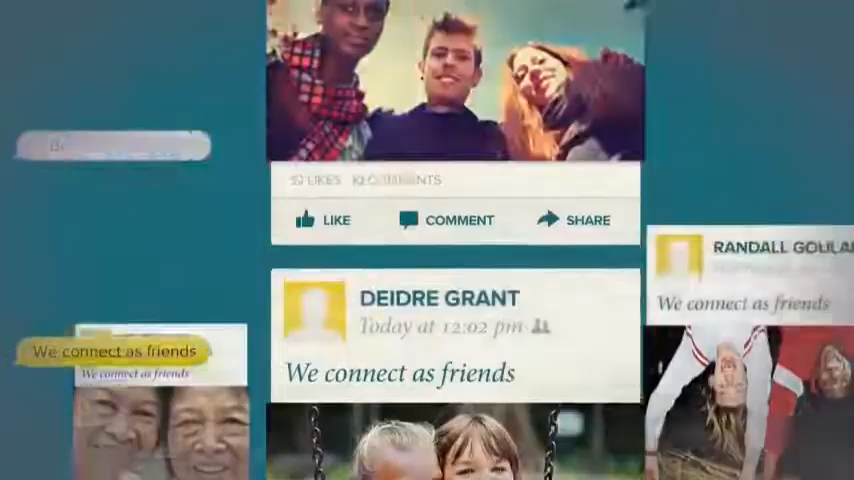 LIKES COMMENTS
LIKE COMMENT SHARE
DEIDRE GRANT
Today at 12:02 pm
We connect as friends
RANDALL
We connect as friends
We connect as friends
We connect as friends